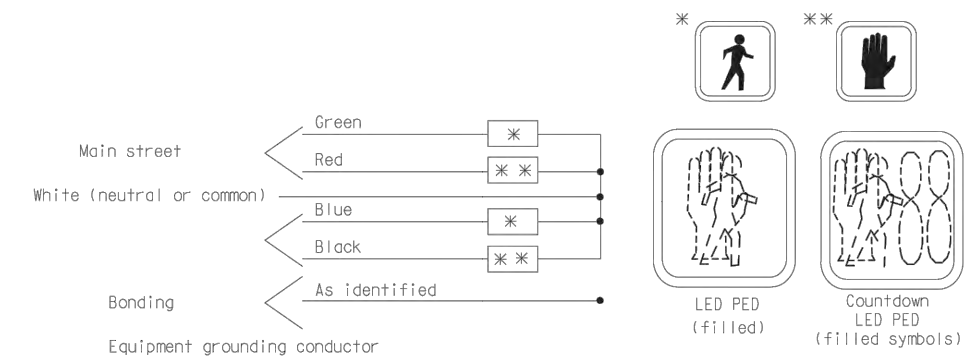 *
**
Green
*
Main street
Red
* *
White (neutral or common)
Blue
*
Black
* *
As identified
Bonding
Equipment grounding conductor
LED PED
(filled)
Countdown
LED PED
(filled symbols)